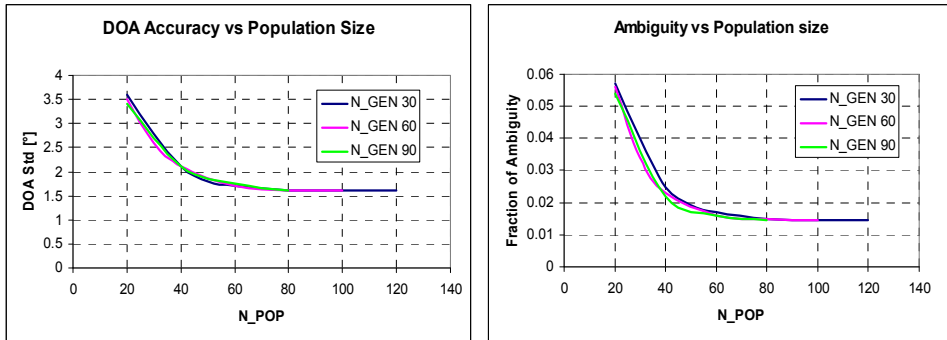 DOA Accuracy vs Population Size
4
3.5
3
2.5
2
1.5
1
0.5
0
DOA Std [°]
N_GEN 30
N_GEN 60
N_GEN 90
0 20 40 60 80 100 120 140
N_POP
Ambiguity vs Population size
0.06
0.05
0.04
0.03
0.02
0.01
0
Fraction of Ambiguity
N_GEN 30
N_GEN 60
N_GEN 90
0 20 40 60 80 100 120 140
N_POP